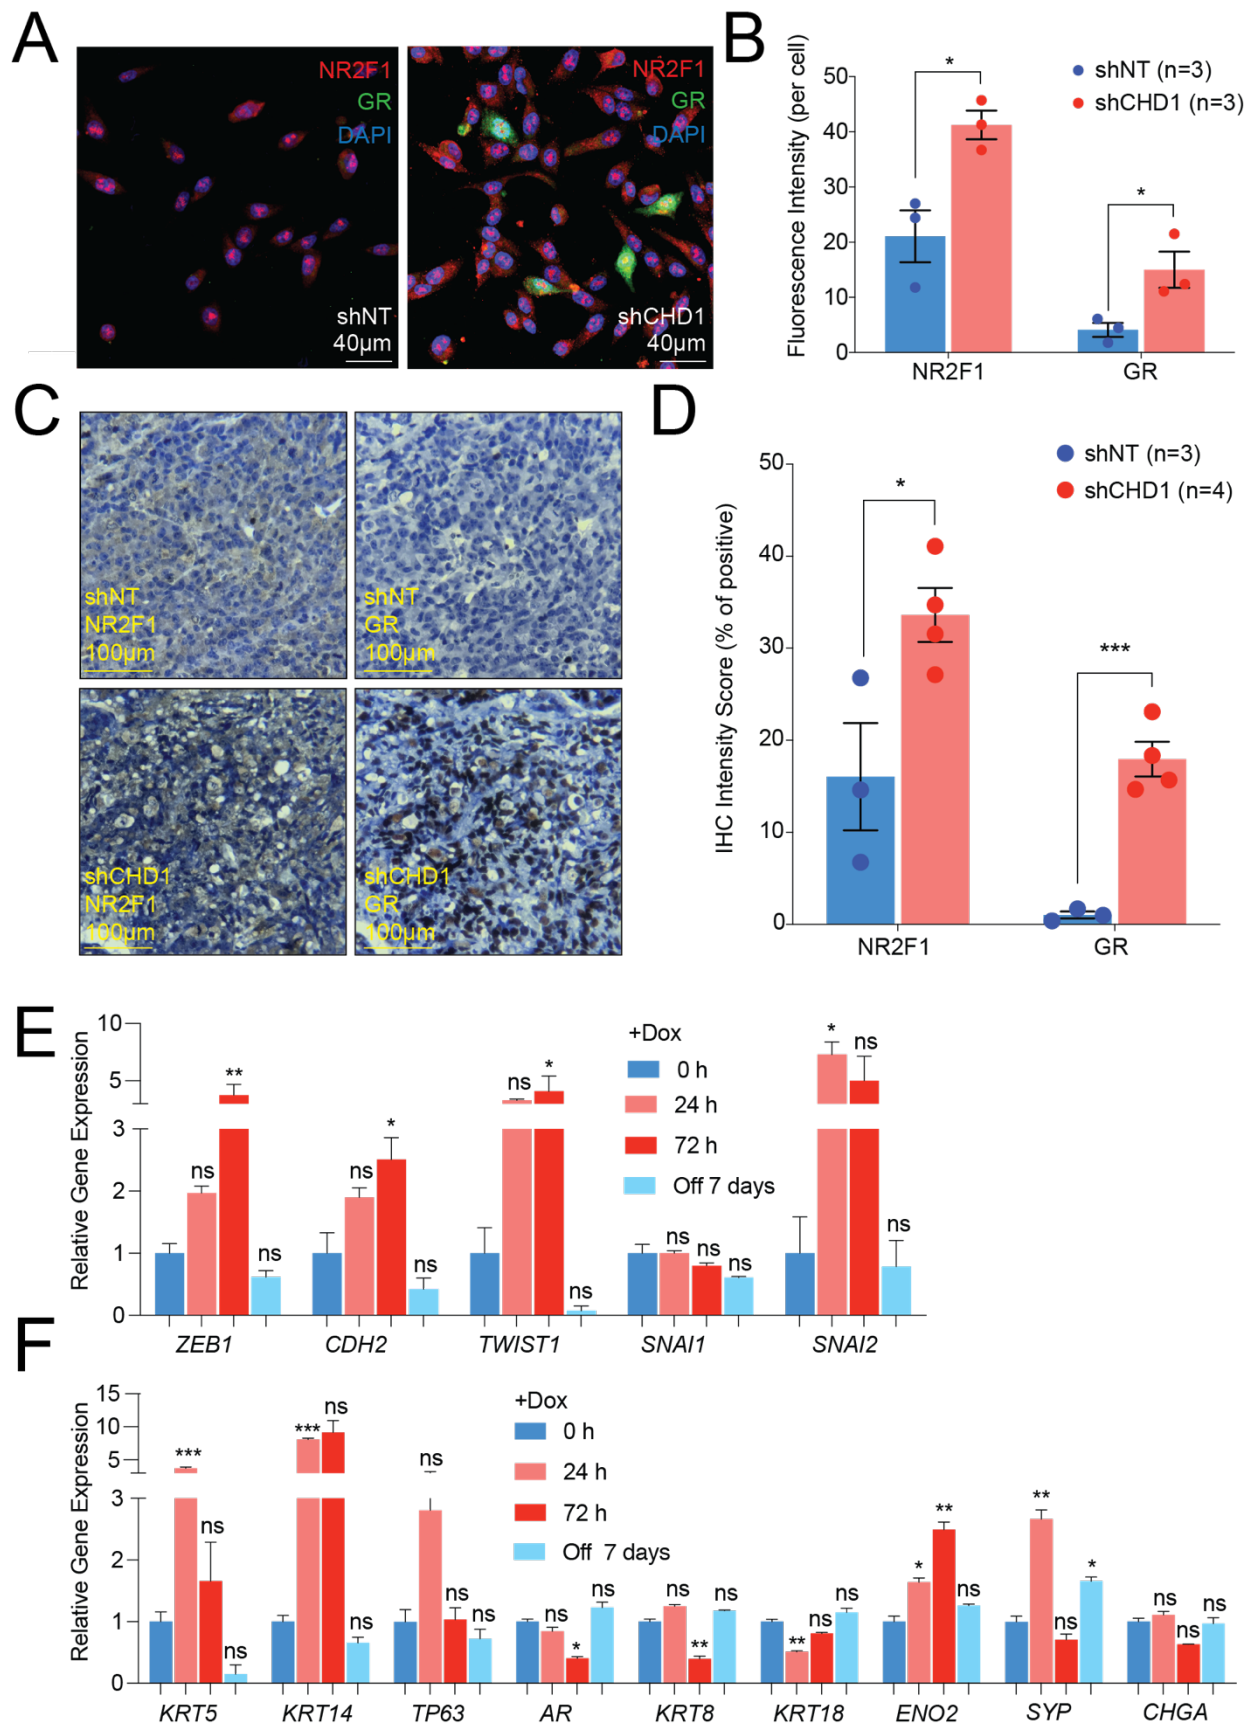 A
NR2F1
GR
DAPI
shNT
40µm
NR2F1
GR
DAPI
shCHD1
40µm
B
Fluorescence Intensity (per cell)
50
40
30
20
10
0
*
*
shNT (n=3)
shCHD1 (n=3)
NR2F1
GR
C
shNT
NR2F1
100µm
shNT
GR
100µm
shCHD1
NR2F1
100µm
shCHD1
GR
100µm
D
IHC Intensity Score (% of positive)
50
40
30
20
10
0
*
***
shNT (n=3)
shCHD1 (n=4)
NR2F1
GR
E
Relative Gene Expression
10
5
3
2
1
0
+Dox
0 h
24 h
72 h
Off 7 days
ns
**
ns
ns
*
ns
ns
*
ns
ns
ns
ns
*
ns
ns
ZEB1
CDH2
TWIST1
SNAI1
SNAI2
F
Relative Gene Expression
15
10
5
3
2
1
0
+Dox
0 h
24 h
72 h
Off 7 days
***
ns
ns
***
ns
ns
ns
ns
ns
ns
*
ns
ns
**
ns
**
ns
ns
*
**
ns
**
ns
*
ns
ns
ns
KRT5
KRT14
TP63
AR
KRT8
KRT18
ENO2
SYP
CHGA